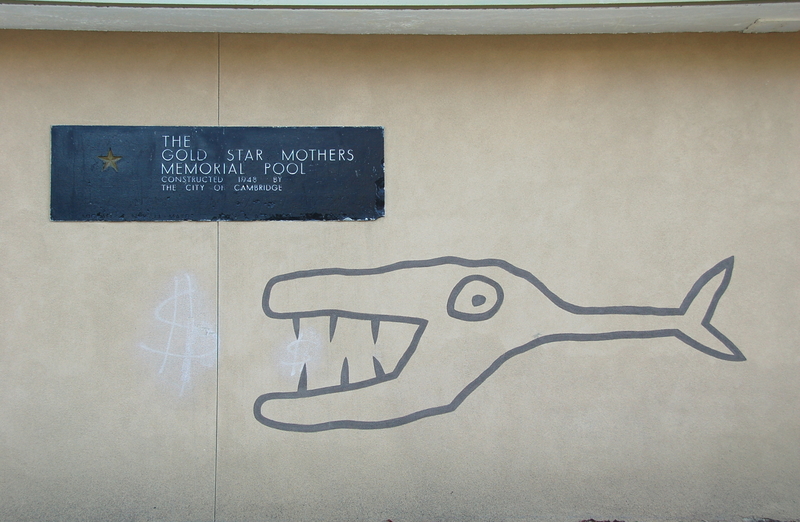 THE
GOLD STAR MOTHERS
MEMORIAL POOL
CONSTRUCTED 1948 BY
THE CITY OF CAMBRIDGE
$
$